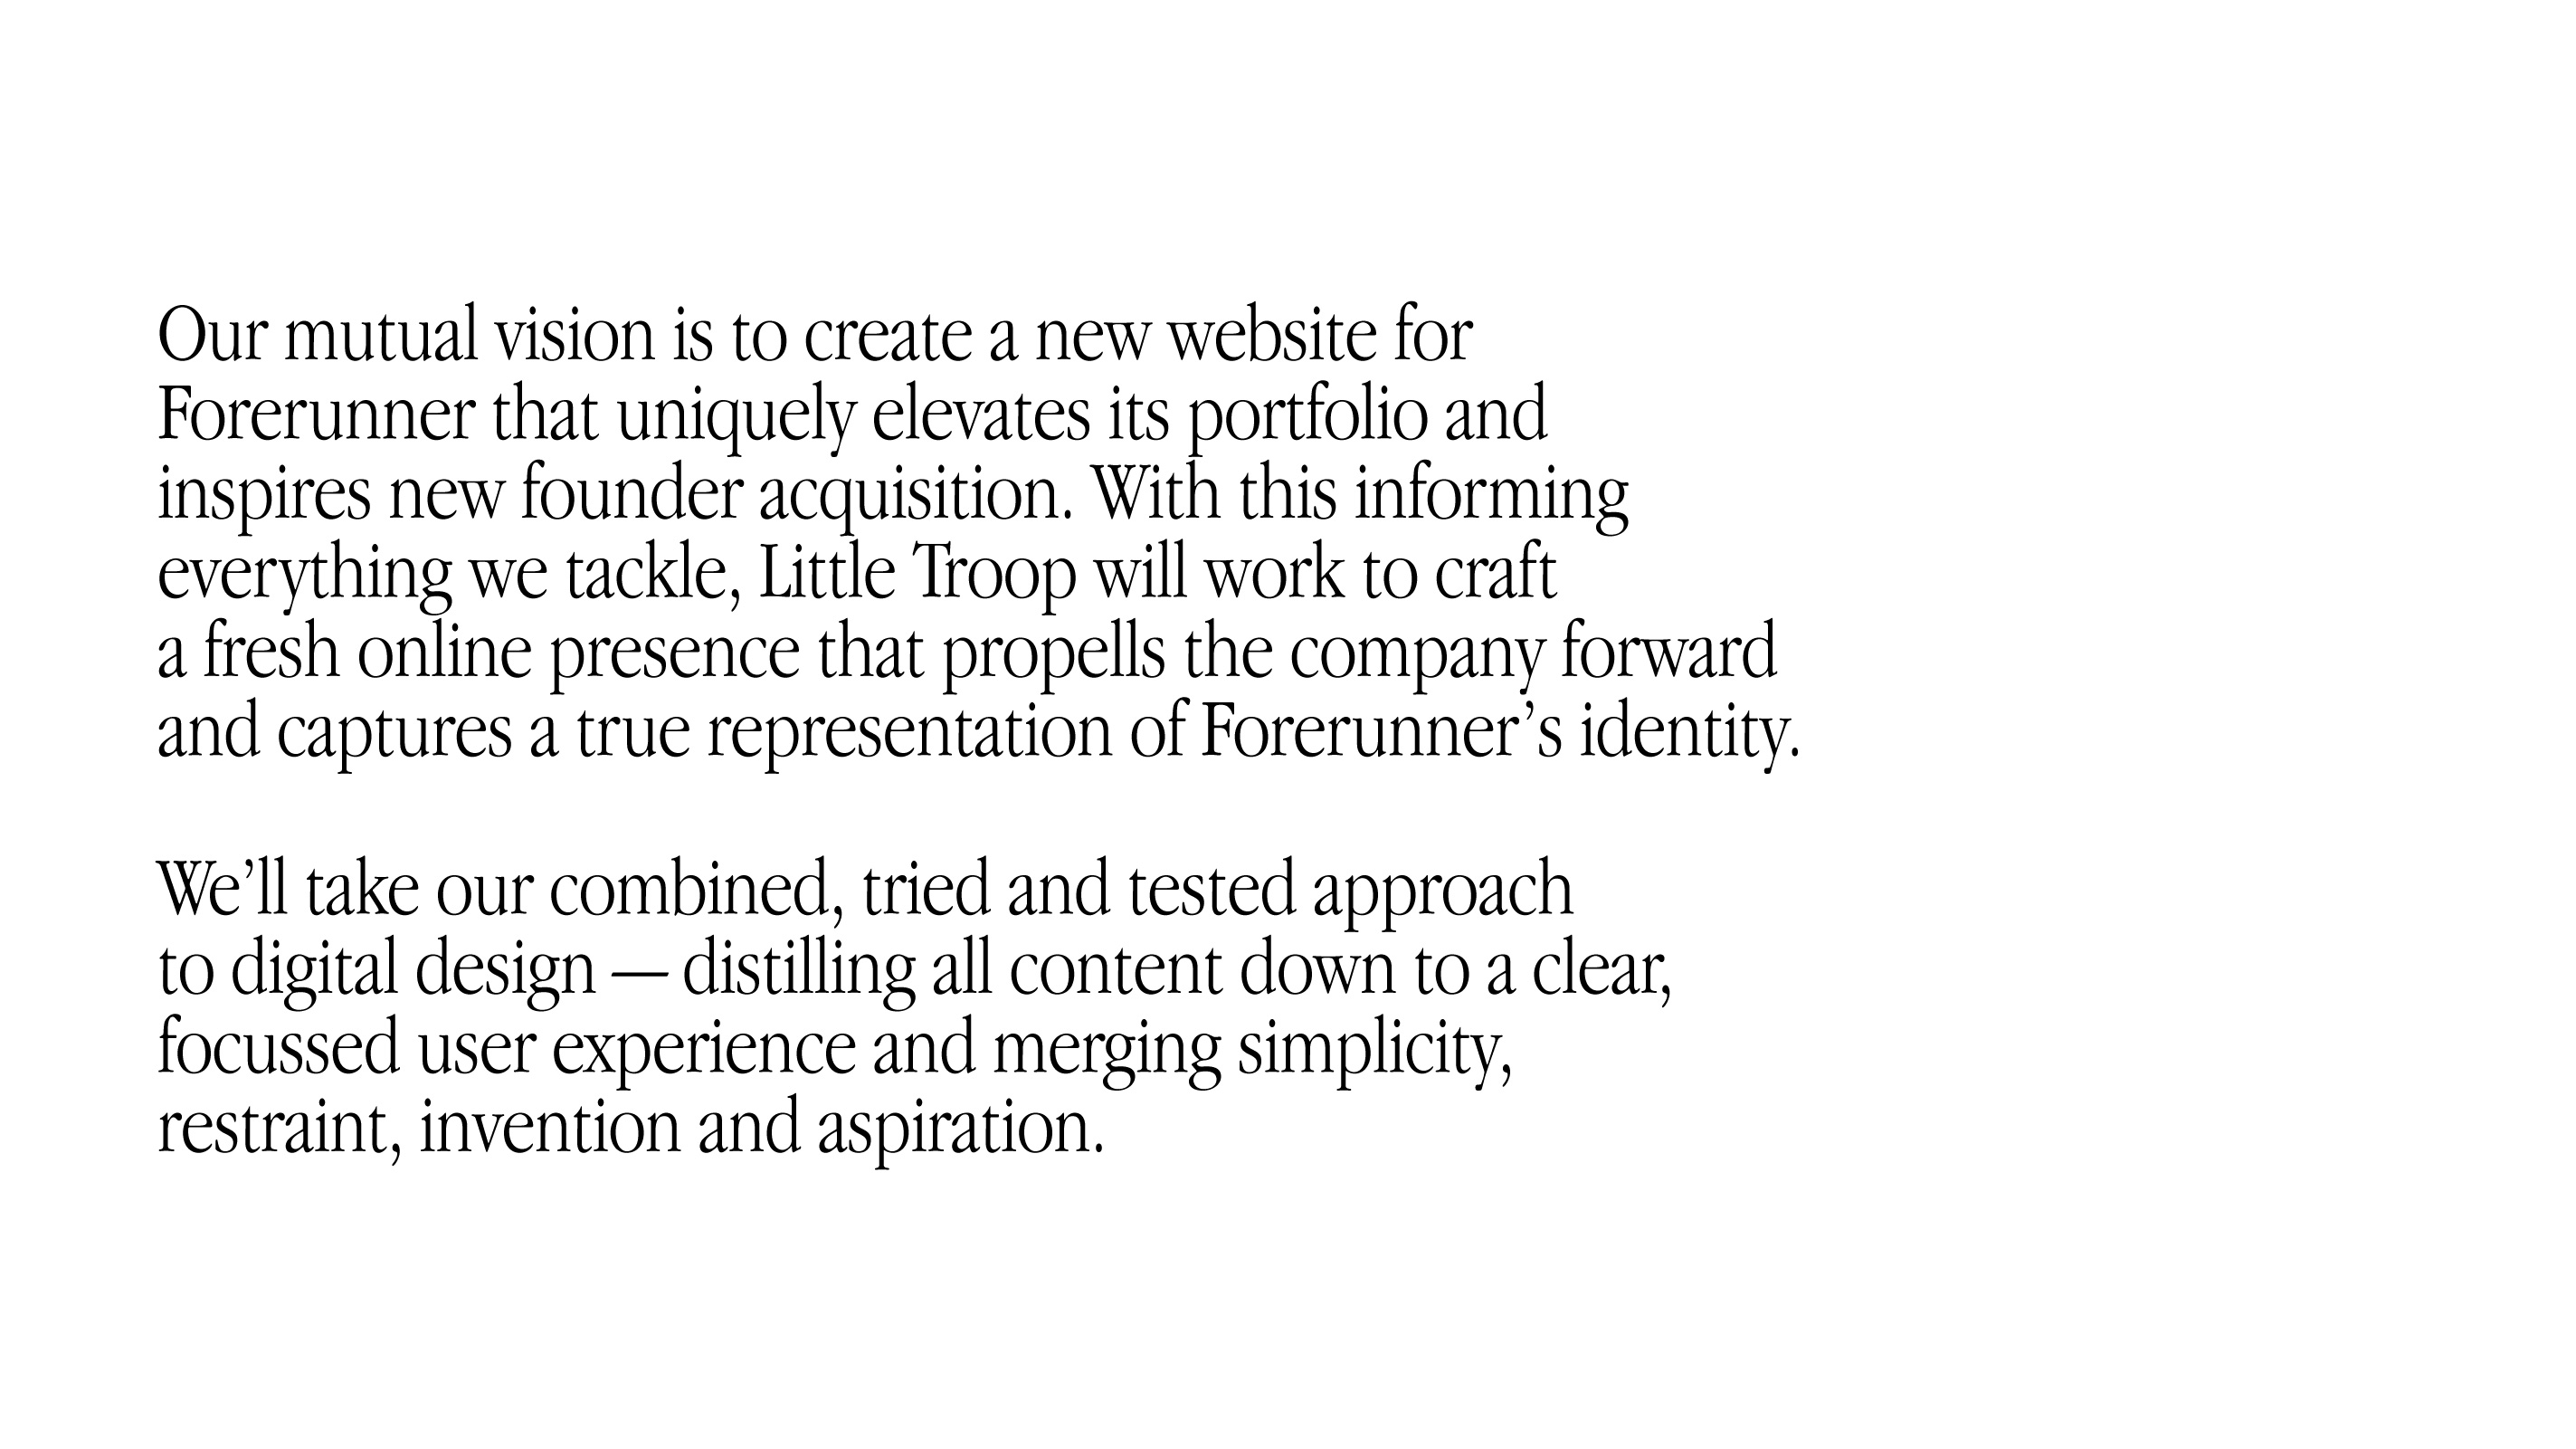 Our mutual vision is to create a new website for
Forerunner that uniquely elevates its portfolio and
inspires new founder acquisition. With this informing
everything we tackle, Little Troop will work to craft
a fresh online presence that propells the company forward
and captures a true representation of Forerunner’s identity.
We’ll take our combined, tried and tested approach
to digital design — distilling all content down to a clear,
focussed user experience and merging simplicity,
restraint, invention and aspiration.